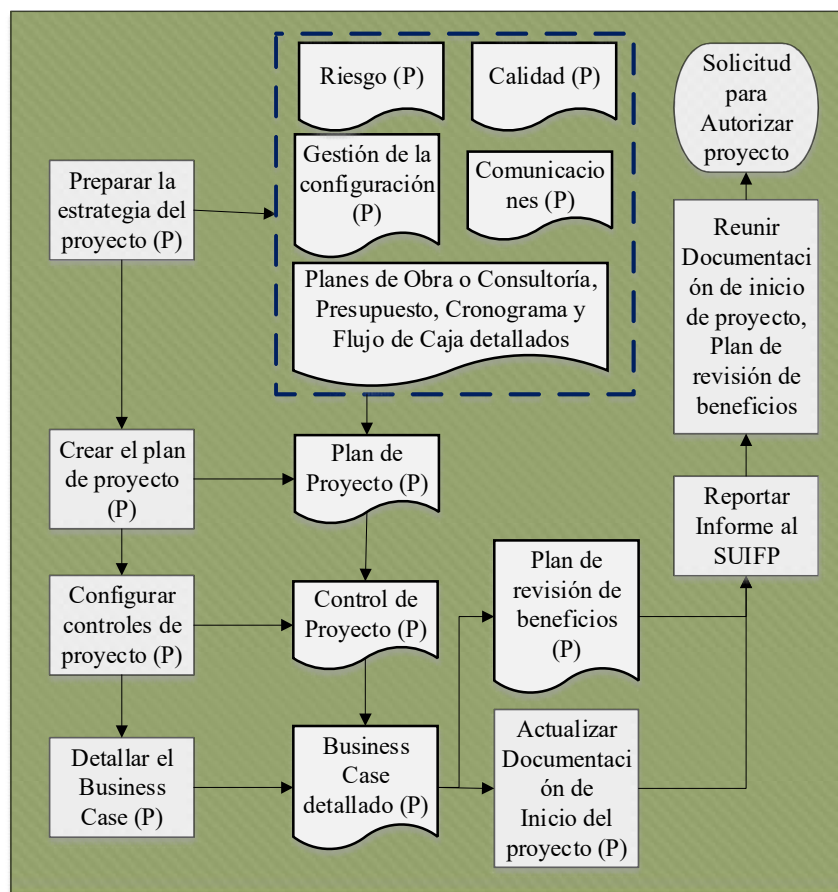 Riesgo (P)
Calidad (P)
Solicitud
para
Autorizar
proyecto
Preparar la
estrategia del
proyecto (P)
Gestión de la
configuración
(P)
Comunicacio
nes (P)
Planes de Obra o Consultoría,
Presupuesto, Cronograma y
Flujo de Caja detallados
Reunir
Documentaci
ón de inicio
de proyecto,
Plan de
revisión de
beneficios
Crear el plan
de proyecto
(P)
Plan de
Proyecto (P)
Reportar
Informe al
SUIFP
Configurar
controles de
proyecto (P)
Control de
Proyecto (P)
Plan de
revisión de
beneficios
(P)
Detallar el
Business
Case (P)
Business
Case
detallado (P)
Actualizar
Documentaci
ón de
Inicio del
proyecto (P)